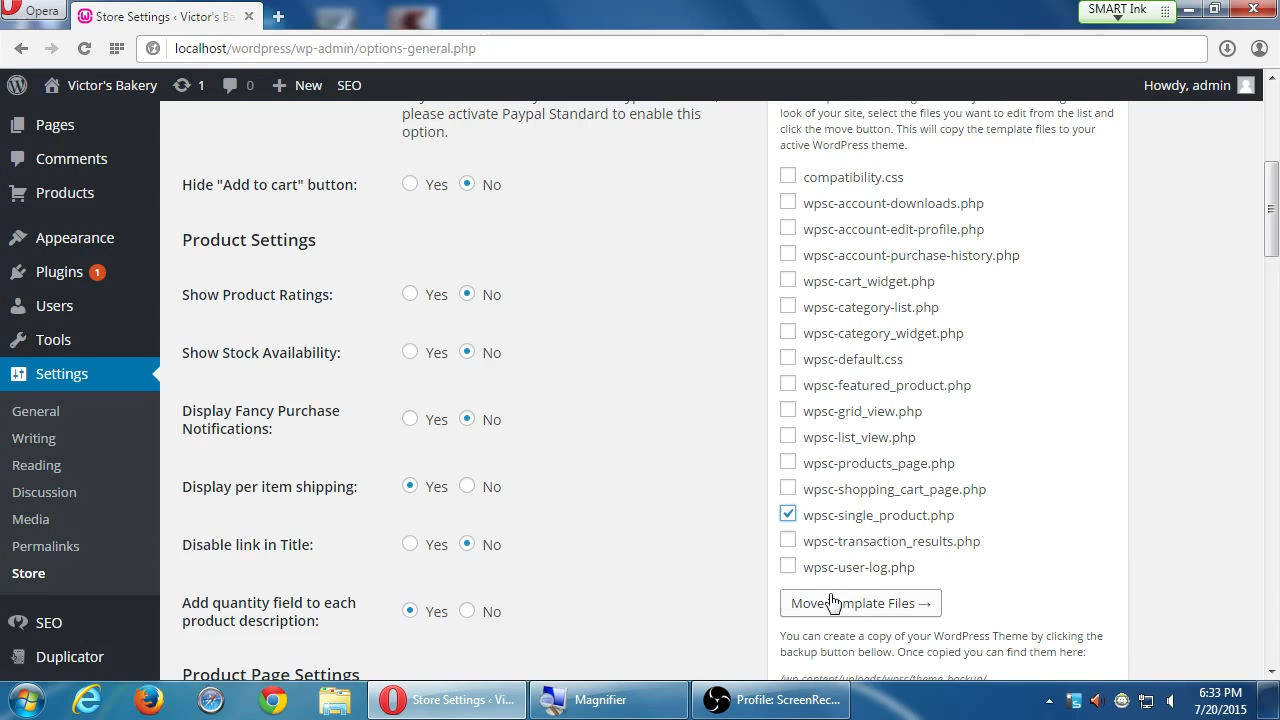 Opera
Store Settings ‹ Victor's Ba
SMART Ink
localhost/wordpress/wp-admin/options-general.php
Victor's Bakery
1
0
New
SEO
Howdy, admin
Pages
Comments
Products
Appearance
Plugins 1
Users
Tools
Settings
General
Writing
Reading
Discussion
Media
Permalinks
Store
SEO
Duplicator
please activate Paypal Standard to enable this
option.
Hide "Add to cart" button:
Yes No
Product Settings
Show Product Ratings:
Yes No
Show Stock Availability:
Yes No
Display Fancy Purchase
Notifications:
Yes No
Display per item shipping:
Yes No
Disable link in Title:
Yes No
Add quantity field to each
product description:
Yes No
Product Page Settings
look of your site, select the files you want to edit from the list and
click the move button. This will copy the template files to your
active WordPress theme.
compatibility.css
wpsc-account-downloads.php
wpsc-account-edit-profile.php
wpsc-account-purchase-history.php
wpsc-cart_widget.php
wpsc-category-list.php
wpsc-category_widget.php
wpsc-default.css
wpsc-featured_product.php
wpsc-grid_view.php
wpsc-list_view.php
wpsc-products_page.php
wpsc-shopping_cart_page.php
wpsc-single_product.php
wpsc-transaction_results.php
wpsc-user-log.php
Move Template Files →
You can create a copy of your WordPress Theme by clicking the
backup button bellow. Once copied you can find them here:
/wp-content/uploads/wpsc/theme_backup/
Store Settings ‹ Vi...
Magnifier
Profile: ScreenRec...
6:33 PM
7/20/2015